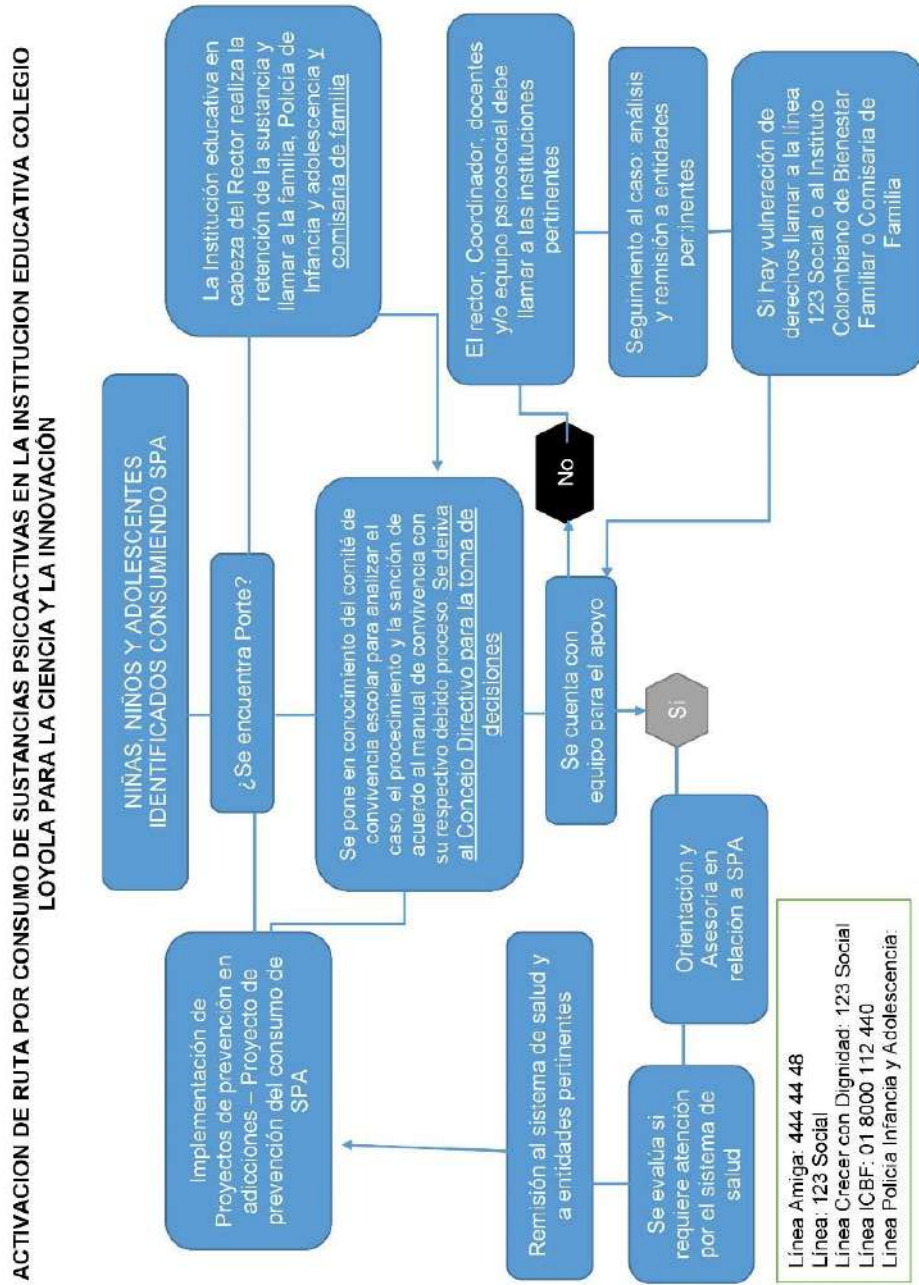 ACTIVACION DE RUTA POR CONSUMO DE SUSTANCIAS PSICOACTIVAS EN LA INSTITUCION EDUCATIVA COLEGIO
LOYOLA PARA LA CIENCIA Y LA INNOVACIÓN
NIÑAS, NIÑOS Y ADOLESCENTES
IDENTIFICADOS CONSUMIENDO SPA
¿Se encuentra Porte?
Implementación de
Proyectos de prevención en
adicciones – Proyecto de
prevención del consumo de
SPA
La Institución educativa en
cabeza del Rector realiza la
retención de la sustancia y
llamar a la familia, Policía de
Infancia y adolescencia y
comisaria de familia
Se pone en conocimiento del comité de
convivencia escolar para analizar el
caso, el procedimiento y la sanción de
acuerdo al manual de convivencia con
su respectivo debido proceso. Se deriva
al Concejo Directivo para la toma de
decisiones
Se cuenta con
equipo para el apoyo
No
El rector, Coordinador, docentes
y/o equipo psicosocial debe
llamar a las instituciones
pertinentes
Seguimiento al caso: análisis
y remisión a entidades
pertinentes
Si hay vulneración de
derechos llamar a la línea
123 Social o al Instituto
Colombiano de Bienestar
Familiar o Comisaria de
Familia
Si
Orientación y
Asesoría en
relación a SPA
Se evalúa si
requiere atención
por el sistema de
salud
Remisión al sistema de salud y
a entidades pertinentes
Línea Amiga: 444 44 48
Línea: 123 Social
Línea Crecer con Dignidad: 123 Social
Línea ICBF: 01 8000 112 440
Línea Policía Infancia y Adolescencia: